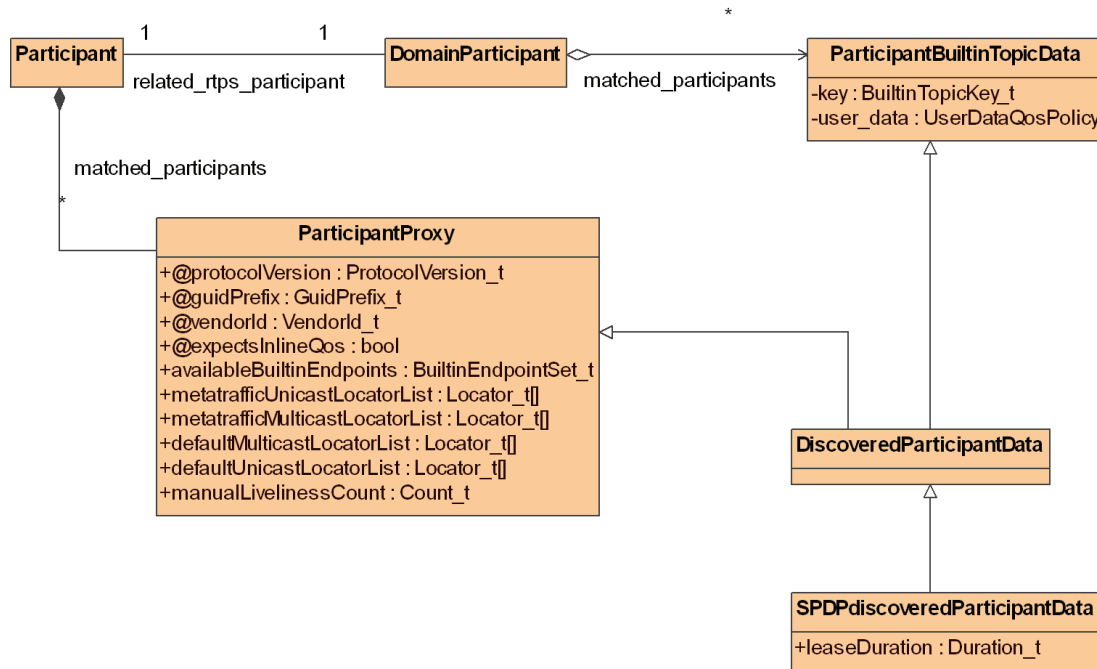 *
1
1
Participant
DomainParticipant
ParticipantBuiltinTopicData
related_rtps_participant
matched_participants
-key : BuiltinTopicKey_t
-user_data : UserDataQosPolicy
matched_participants
*
ParticipantProxy
+@protocolVersion : ProtocolVersion_t
+@guidPrefix : GuidPrefix_t
+@vendorId : VendorId_t
+@expectsInlineQos : bool
+availableBuiltinEndpoints : BuiltinEndpointSet_t
+metatrafficUnicastLocatorList : Locator_t[]
+metatrafficMulticastLocatorList : Locator_t[]
+defaultMulticastLocatorList : Locator_t[]
+defaultUnicastLocatorList : Locator_t[]
+manualLivelinessCount : Count_t
DiscoveredParticipantData
SPDPdiscoveredParticipantData
+leaseDuration : Duration_t